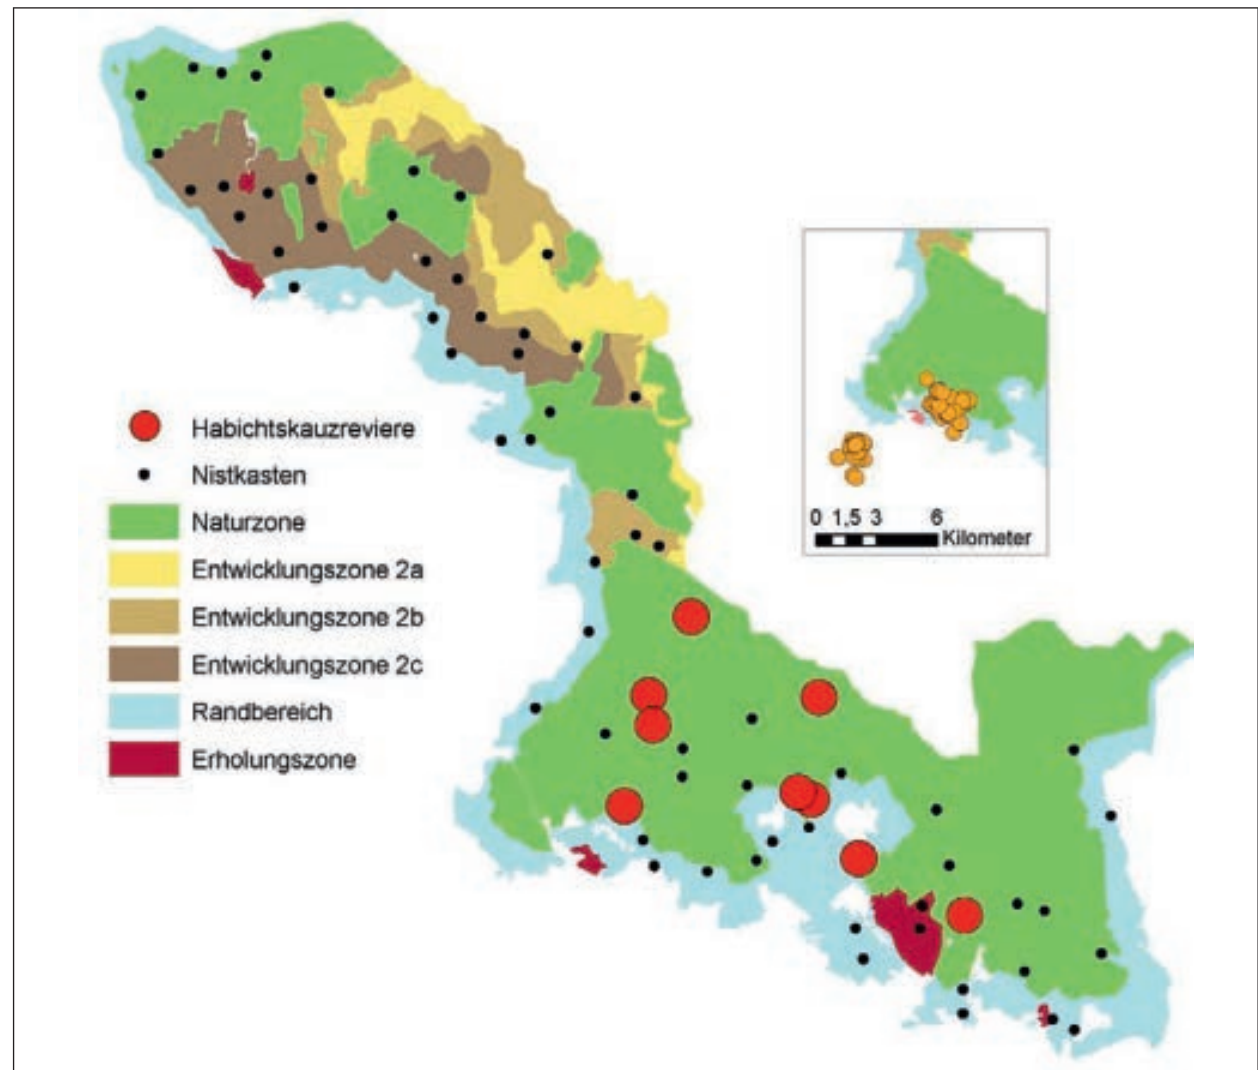 Habichtskauzreviere
Nistkasten
Naturzone
Entwicklungszone 2a
Entwicklungszone 2b
Entwicklungszone 2c
Randbereich
Erholungszone
0 1,5 3 6
Kilometer